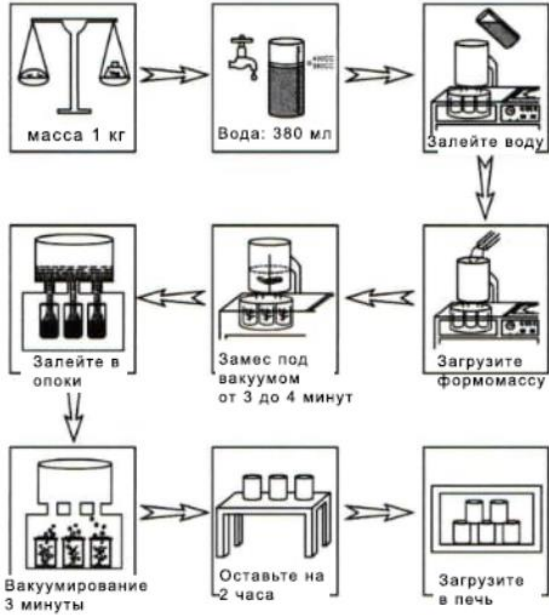 масса 1 кг
Вода: 380 мл
Залейте воду
Залейте в
опоки
Замес под
вакуумом
от 3 до 4 минут
Загрузите
формомассу
Вакуумирование
3 минуты
Оставьте на
2 часа
Загрузите
в печь